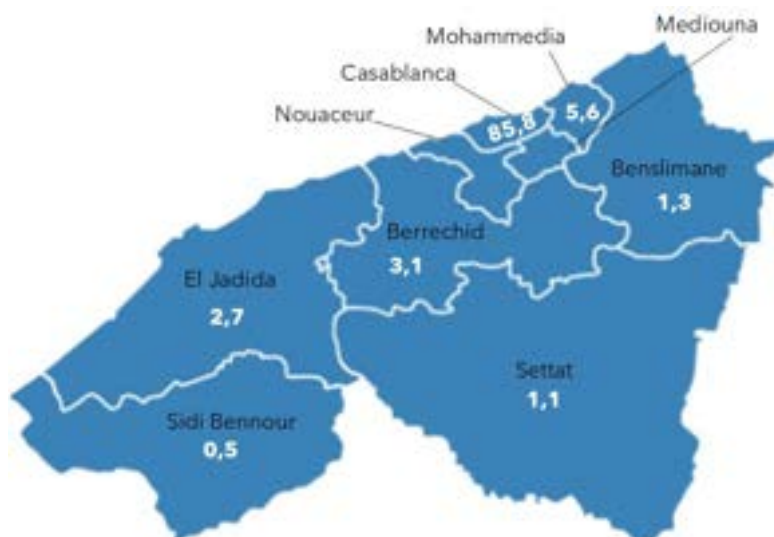 Mediouna
Mohammedia
Casablanca
Nouaceur
85,8
5,6
Benslimane
1,3
Berrechid
3,1
El Jadida
2,7
Settat
1,1
Sidi Bennour
0,5